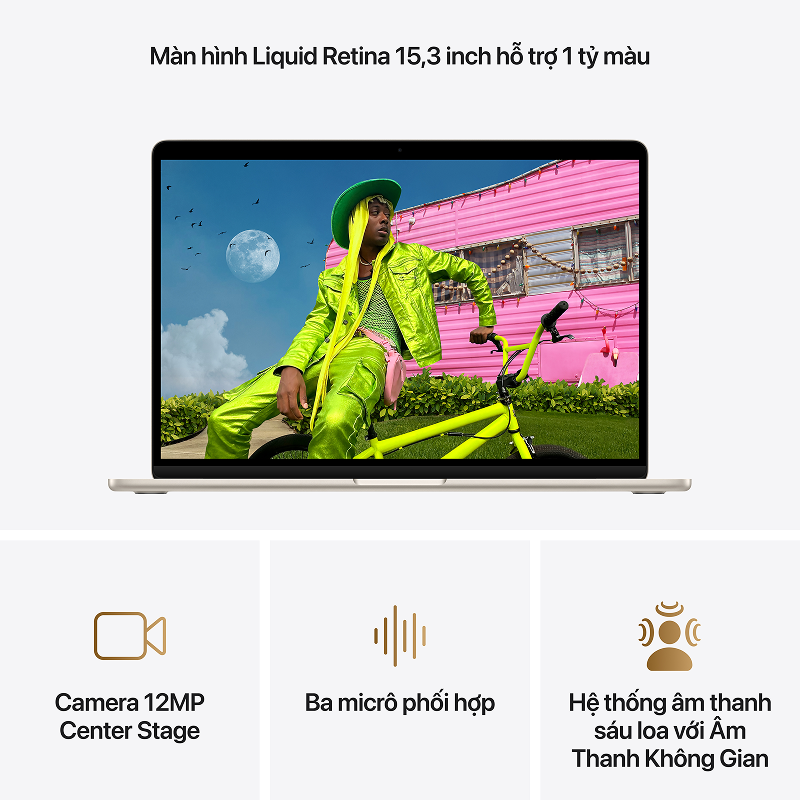 Màn hình Liquid Retina 15,3 inch hỗ trợ 1 tỷ màu
Camera 12MP
Center Stage
Ba micrô phối hợp
Hệ thống âm thanh
sáu loa với Âm
Thanh Không Gian